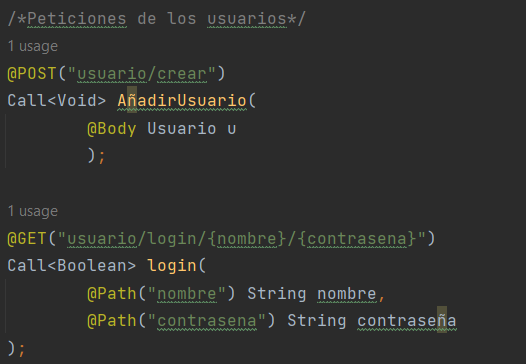 /*Peticiones de los usuarios*/
1 usage
@POST("usuario/crear")
Call<Void> AñadirUsuario(
@Body Usuario u
);
1 usage
@GET("usuario/login/{nombre}/{contrasena}")
Call<Boolean> login(
@Path("nombre") String nombre,
@Path("contrasena") String contraseña
);